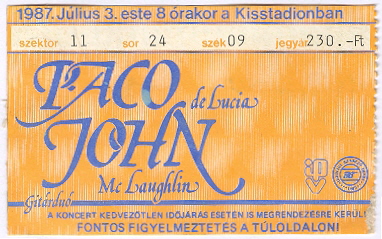 1987. Július 3. este 8 órakor a Kisstadionban
szektor 11 sor 24 szék 09 jegyár 230.-Ft
PACO
de Lucia
JOHN
Mc Laughlin
Gitárduó
A KONCERT KEDVEZŐTLEN IDŐJÁRÁS ESETÉN IS MEGRENDEZÉSRE KERÜL!
FONTOS FIGYELMEZTETÉS A TÚLOLDALON!